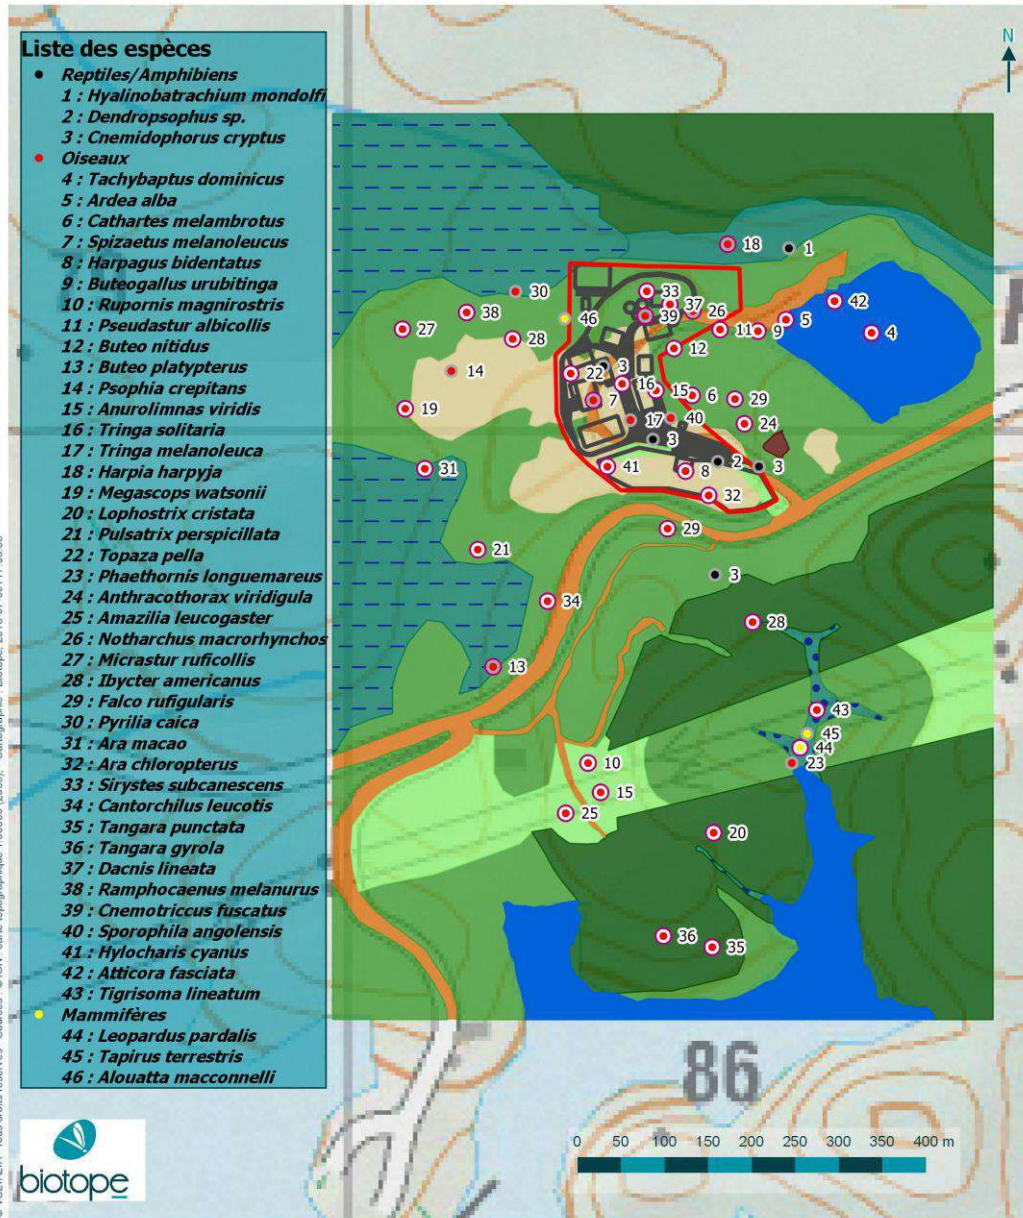 Liste des espèces
Reptiles/Amphibiens
1 : Hyalinobatrachium mondolfi
2 : Dendropsophus sp.
3 : Cnemidophorus cryptus
Oiseaux
4 : Tachybaptus dominicus
5 : Ardea alba
6 : Cathartes melambrotus
7 : Spizaetus melanoleucus
8 : Harpagus bidentatus
9 : Buteogallus urubitinga
10 : Rupornis magnirostris
11 : Pseudastur albicollis
12 : Buteo nitidus
13 : Buteo platypterus
14 : Psophia crepitans
15 : Anurolimnas viridis
16 : Tringa solitaria
17 : Tringa melanoleuca
18 : Harpia harpyja
19 : Megascops watsonii
20 : Lophostrix cristata
21 : Pulsatrix perspicillata
22 : Topaza pella
23 : Phaethornis longuemareus
24 : Anthracothorax viridigula
25 : Amazilia leucogaster
26 : Notharchus macrorhynchos
27 : Micrastur ruficollis
28 : Ibycter americanus
29 : Falco rufigularis
30 : Pyrilia caica
31 : Ara macao
32 : Ara chloropterus
33 : Sirystes subcanescens
34 : Cantorchilus leucotis
35 : Tangara punctata
36 : Tangara gyrola
37 : Dacnis lineata
38 : Ramphocaenus melanurus
39 : Cnemotriccus fuscatus
40 : Sporophila angolensis
41 : Hylocharis cyanus
42 : Atticora fasciata
43 : Tigrisoma lineatum
Mammifères
44 : Leopardus pardalis
45 : Tapirus terrestris
46 : Alouatta macconnelli
biotope
N
18
1
30
33
42
38
37
39
26
46
5
27
11
9
4
28
12
3
14
22
16
15
6
29
7
19
17
40
24
3
2
3
31
41
8
32
29
21
3
34
28
13
43
45
44
10
23
15
25
20
36
35
86
0 50 100 150 200 250 300 350 400 m